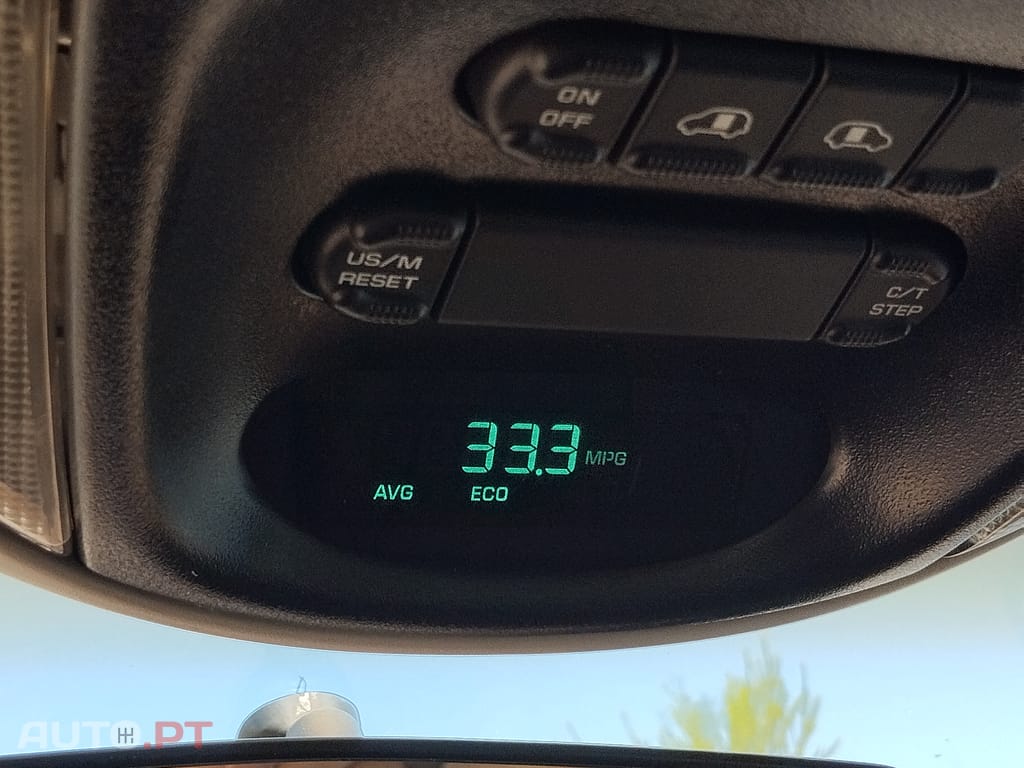 ON
OFF
US/M
RESET
C/T
STEP
33.3 MPG
AVG ECO
AUTO.PT